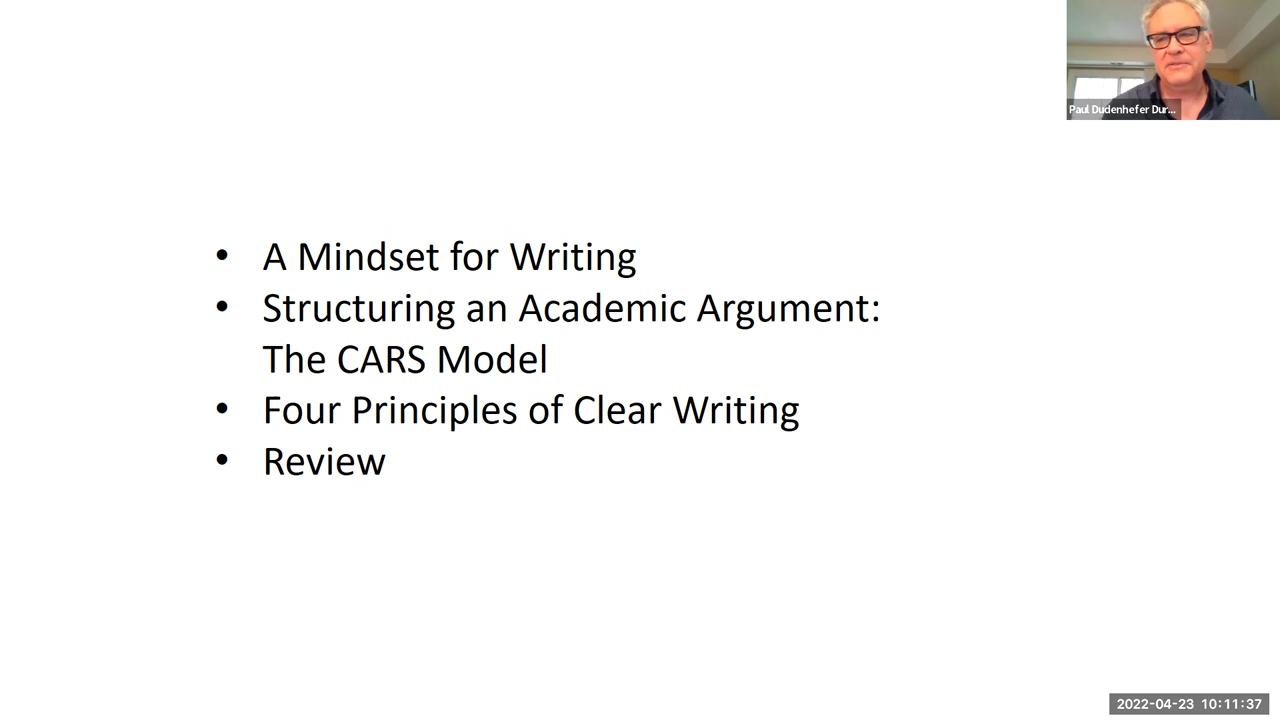 Paul Dudenhefer Dur...
• A Mindset for Writing
• Structuring an Academic Argument:
The CARS Model
• Four Principles of Clear Writing
• Review
2022-04-23 10:11:37